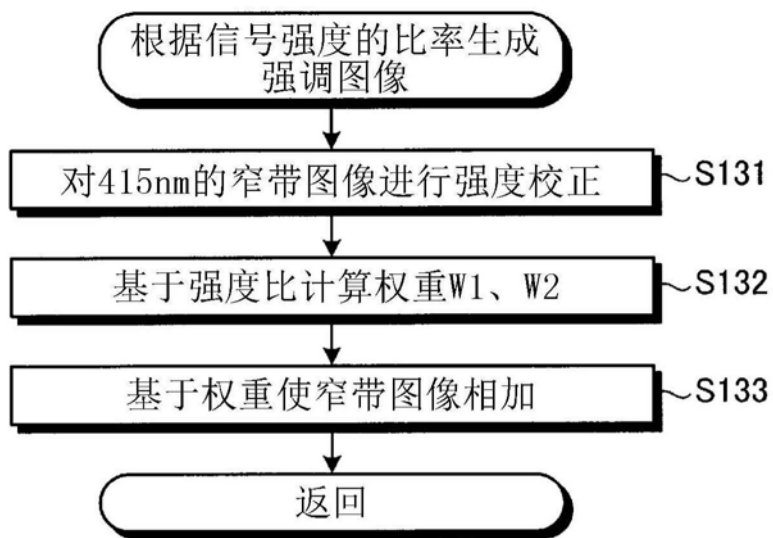 根据信号强度的比率生成
强调图像
对415nm的窄带图像进行强度校正
S131
基于强度比计算权重W1、W2
S132
基于权重使窄带图像相加
S133
返回